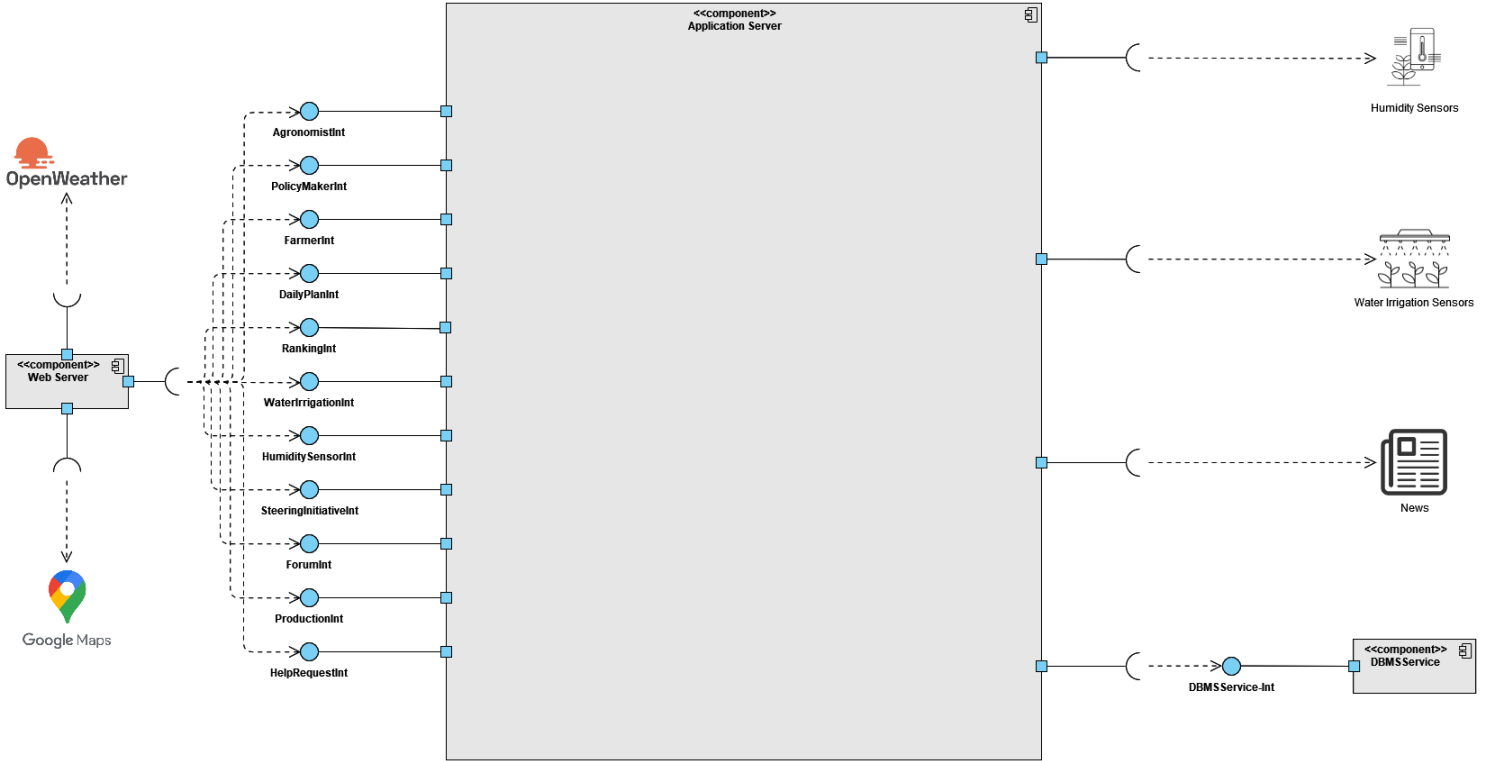 <<component>>
Application Server
Humidity Sensors
AgronomistInt
OpenWeather
PolicyMakerInt
FarmerInt
DailyPlanInt
Water Irrigation Sensors
RankingInt
<<component>>
Web Server
WaterIrrigationInt
HumiditySensorInt
SteeringInitiativeInt
News
ForumInt
ProductionInt
Google Maps
<<component>>
DBMSService
HelpRequestInt
DBMSService-Int